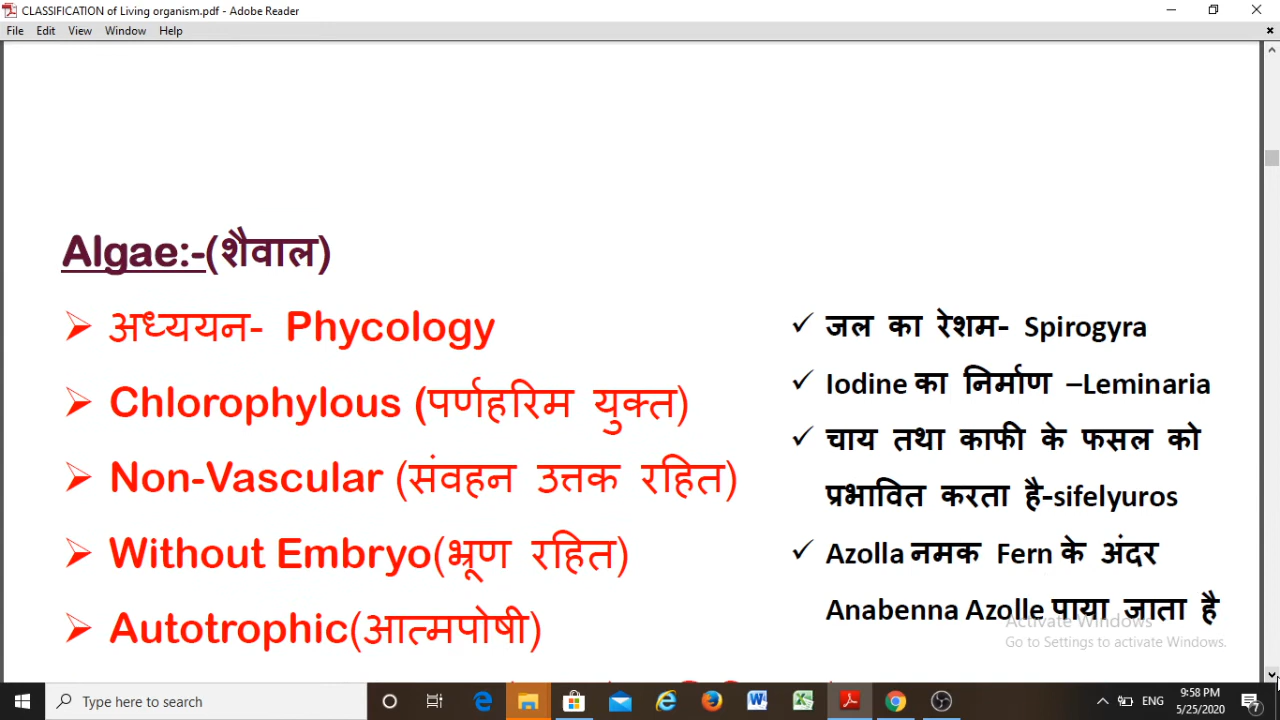 CLASSIFICATION of Living organism.pdf - Adobe Reader
File Edit View Window Help
Algae:-(शैवाल)
अध्ययन- Phycology
Chlorophylous (पर्णहरिम युक्त)
Non-Vascular (संवहन उत्तक रहित)
Without Embryo(भ्रूण रहित)
Autotrophic(आत्मपोषी)
जल का रेशम- Spirogyra
Iodine का निर्माण –Leminaria
चाय तथा काफी के फसल को
प्रभावित करता है-sifelyuros
Azolla नमक Fern के अंदर
Anabenna Azolle पाया जाता है
Activate Windows
Go to Settings to activate Windows.
Type here to search
ENG
9:58 PM
5/25/2020
7